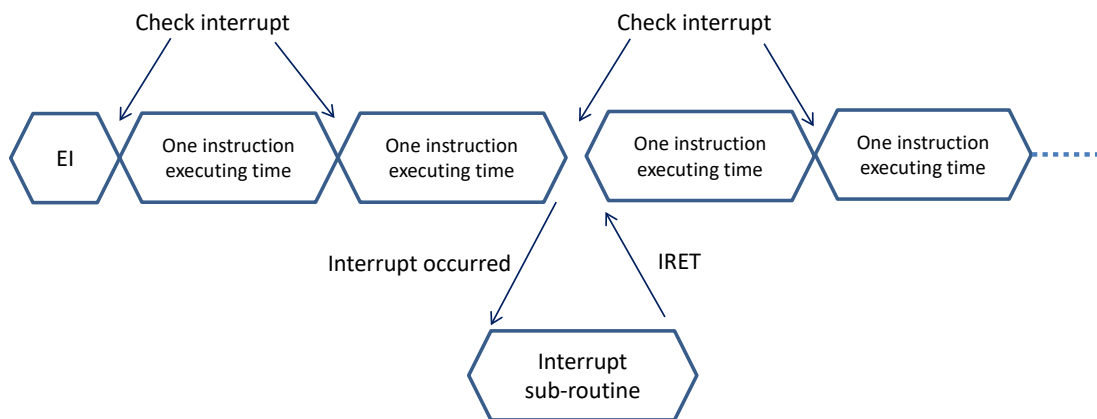 Check interrupt
Check interrupt
EI
One instruction
executing time
One instruction
executing time
One instruction
executing time
One instruction
executing time
Interrupt occurred
IRET
Interrupt
sub-routine